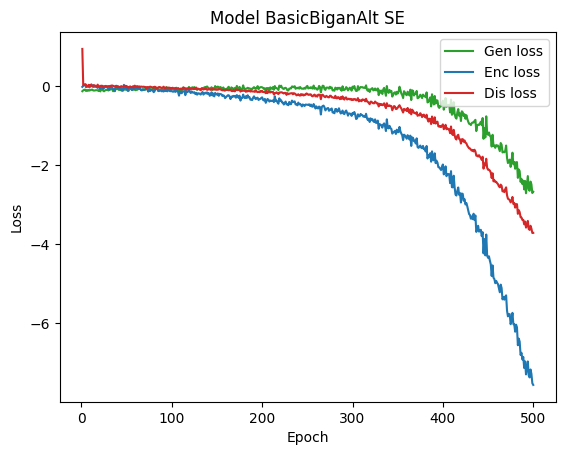 Model BasicBiganAlt SE
Gen loss
Enc loss
Dis loss
Loss
0
−2
−4
−6
0 100 200 300 400 500
Epoch